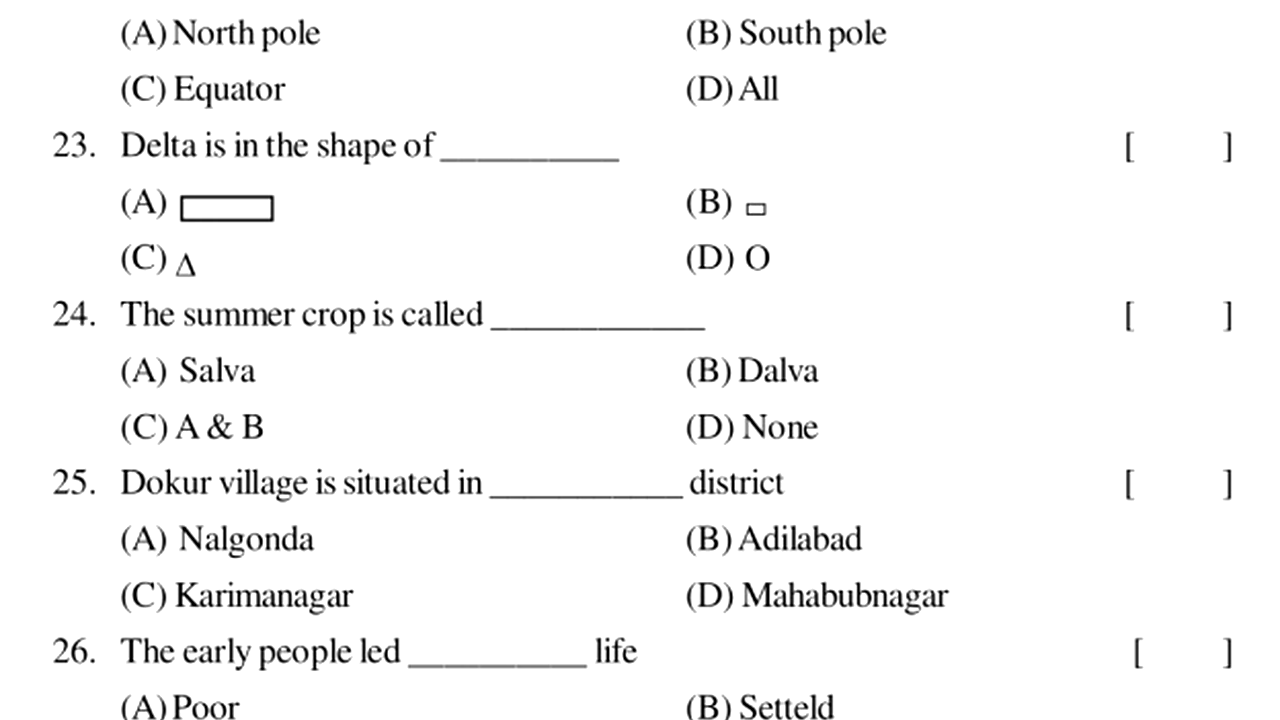 (A) North pole (B) South pole
(C) Equator (D) All
23. Delta is in the shape of __________ [ ]
(A) ▭ (B) ▫
(C) Δ (D) O
24. The summer crop is called ____________ [ ]
(A) Salva (B) Dalva
(C) A & B (D) None
25. Dokur village is situated in ___________ district [ ]
(A) Nalgonda (B) Adilabad
(C) Karimanagar (D) Mahabubnagar
26. The early people led __________ life [ ]
(A) Poor (B) Setteld